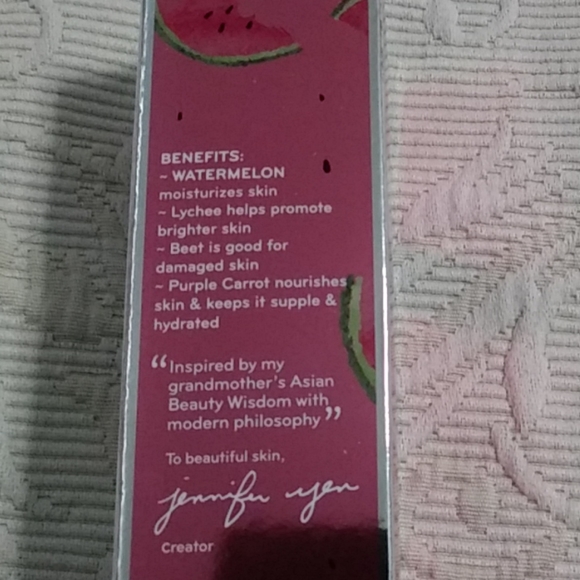 BENEFITS:
~ WATERMELON
moisturizes skin
~ Lychee helps promote
brighter skin
~ Beet is good for
damaged skin
~ Purple Carrot nourishes
skin & keeps it supple &
hydrated
“Inspired by my
grandmother's Asian
Beauty Wisdom with
modern philosophy”
To beautiful skin,
jennifer yen
Creator